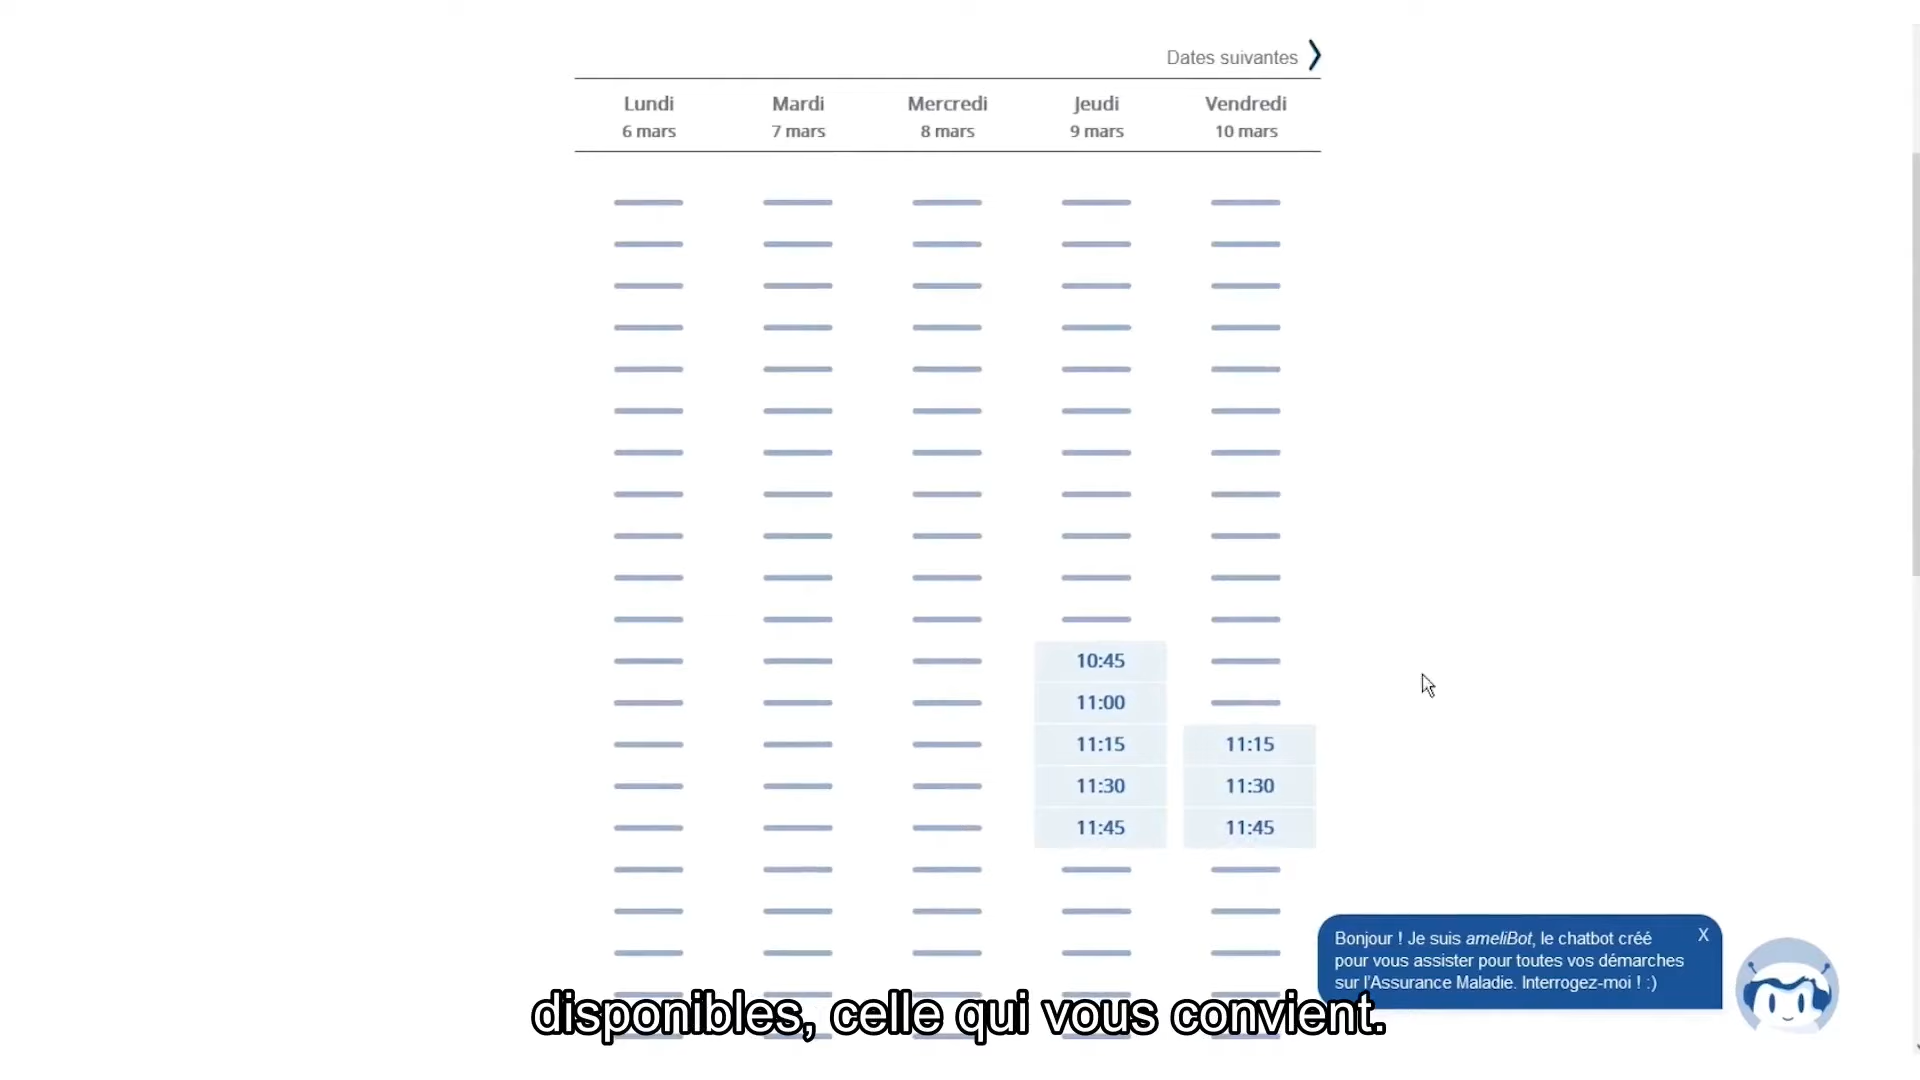 Dates suivantes
Lundi Mardi Mercredi Jeudi Vendredi
6 mars 7 mars 8 mars 9 mars 10 mars
10:45
11:00
11:15 11:15
11:30 11:30
11:45 11:45
Bonjour ! Je suis ameliBot, le chatbot créé X
pour vous assister pour toutes vos démarches
sur l'Assurance Maladie. Interrogez-moi ! :)
disponibles, celle qui vous convient.